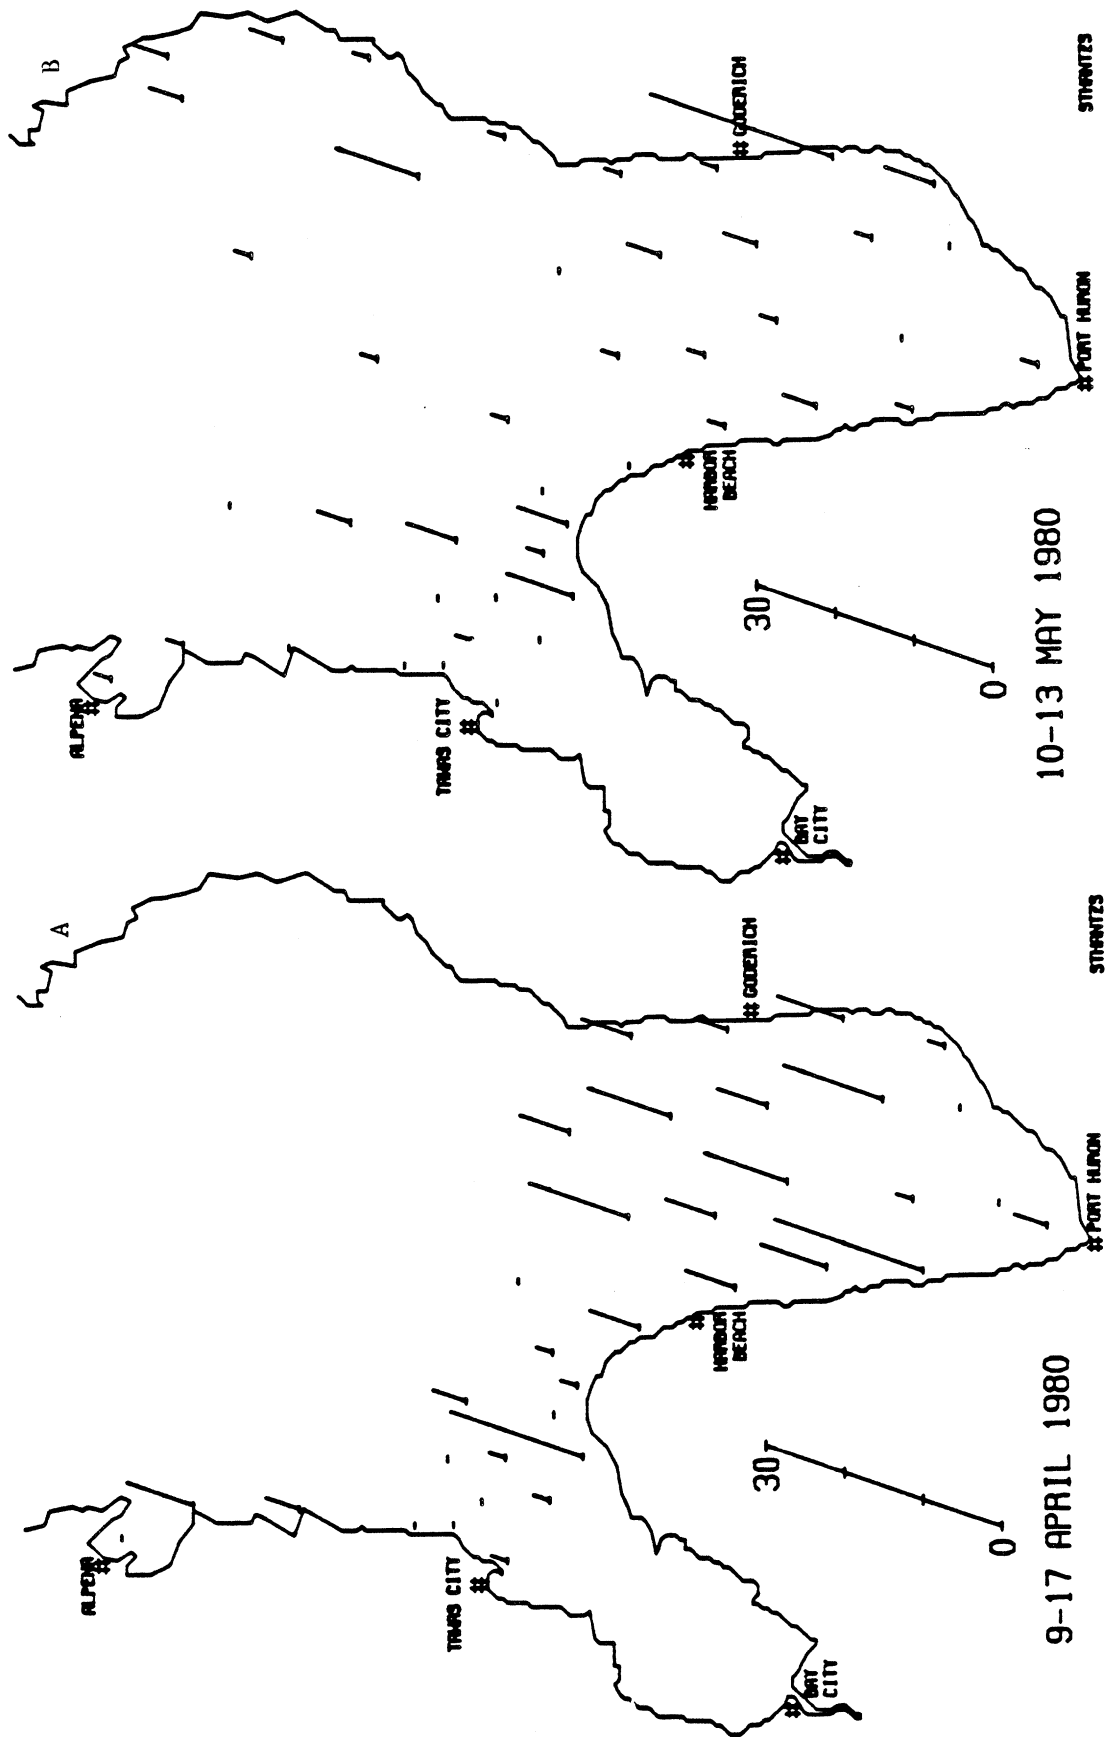 A
ALPENA
TAWAS CITY
BAY
CITY
HARBOR
BEACH
GODERICH
PORT HURON
30
0
9-17 APRIL 1980
STHANTZS
B
ALPENA
TAWAS CITY
BAY
CITY
HARBOR
BEACH
GODERICH
PORT HURON
30
0
10-13 MAY 1980
STHANTZS